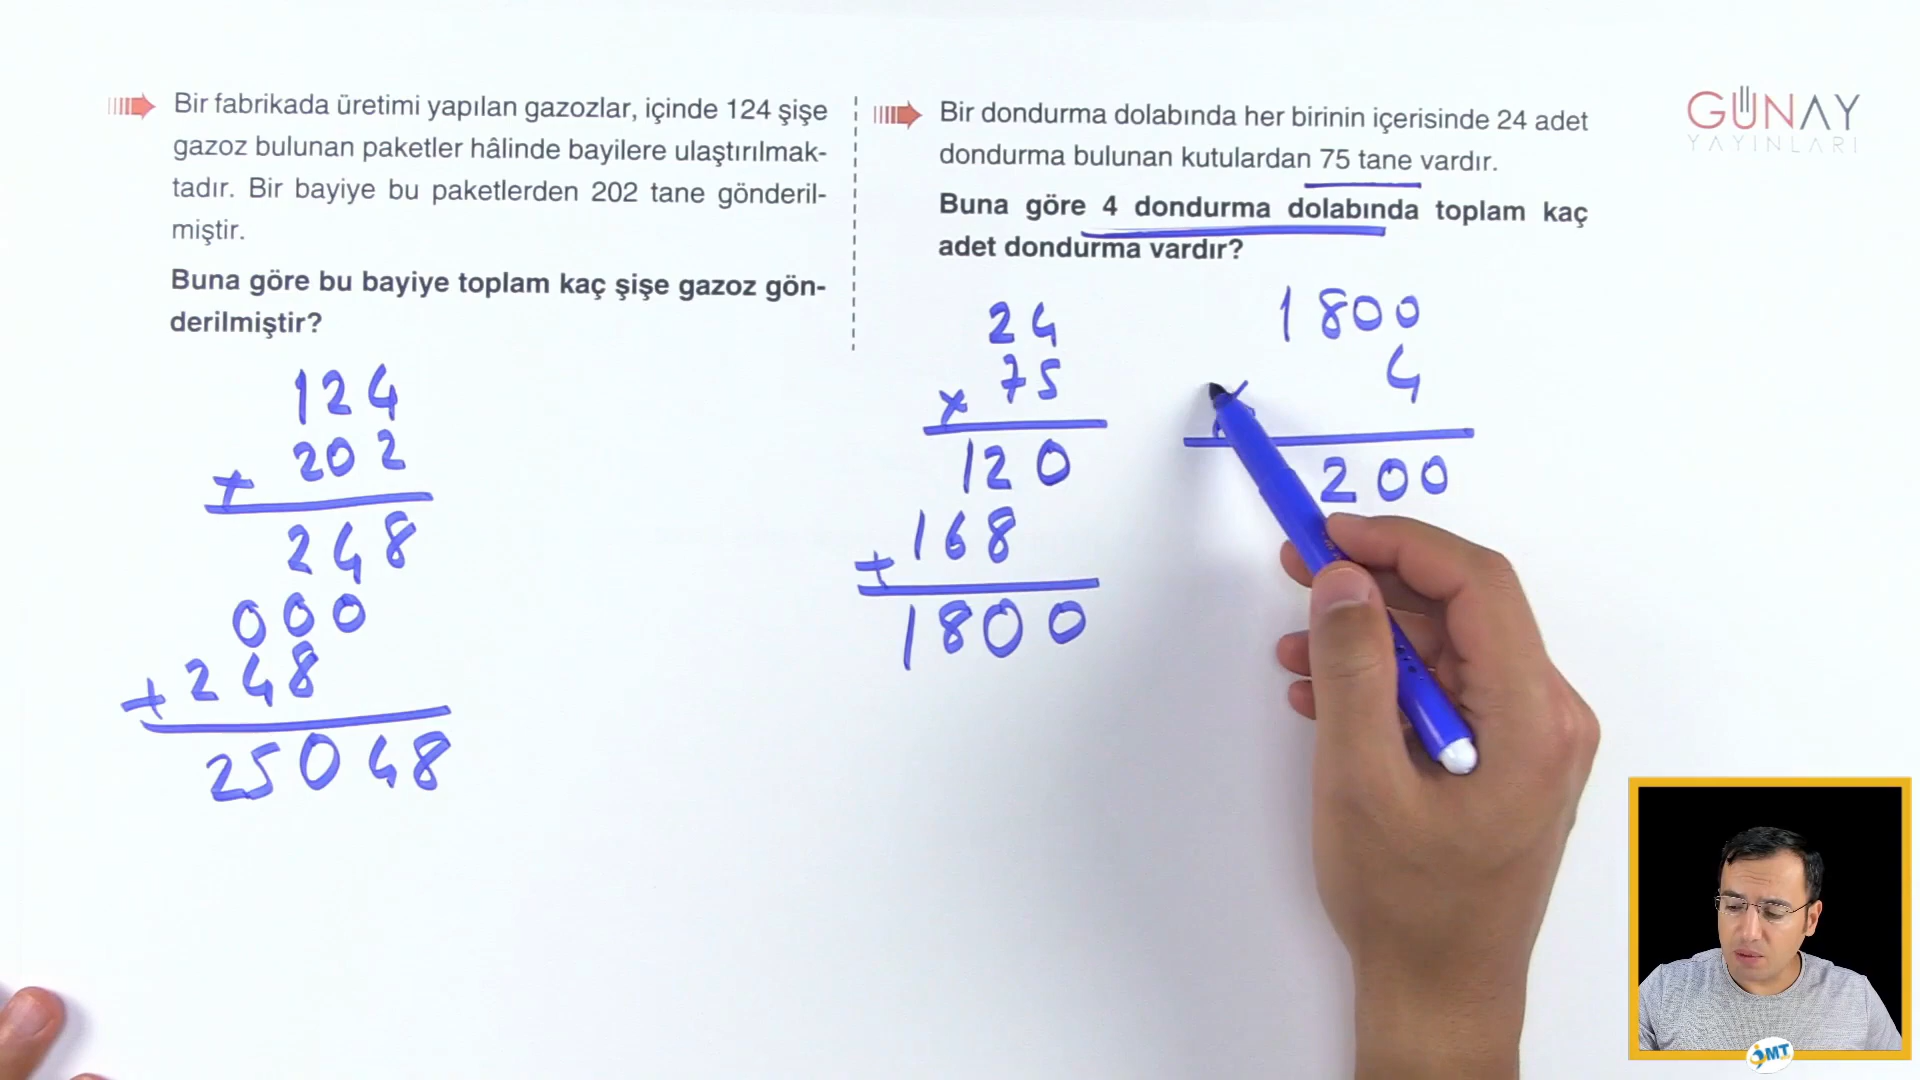 Bir fabrikada üretimi yapılan gazozlar, içinde 124 şişe
gazoz bulunan paketler hâlinde bayilere ulaştırılmak-
tadır. Bir bayiye bu paketlerden 202 tane gönderil-
miştir.
Buna göre bu bayiye toplam kaç şişe gazoz gön-
derilmiştir?
124
x 202
248
000
+ 248
25048
Bir dondurma dolabında her birinin içerisinde 24 adet
dondurma bulunan kutulardan 75 tane vardır.
Buna göre 4 dondurma dolabında toplam kaç
adet dondurma vardır?
24
x 75
120
168
+
1800
1800
4
x
200
GÜNAY
YAYINLARI
MT